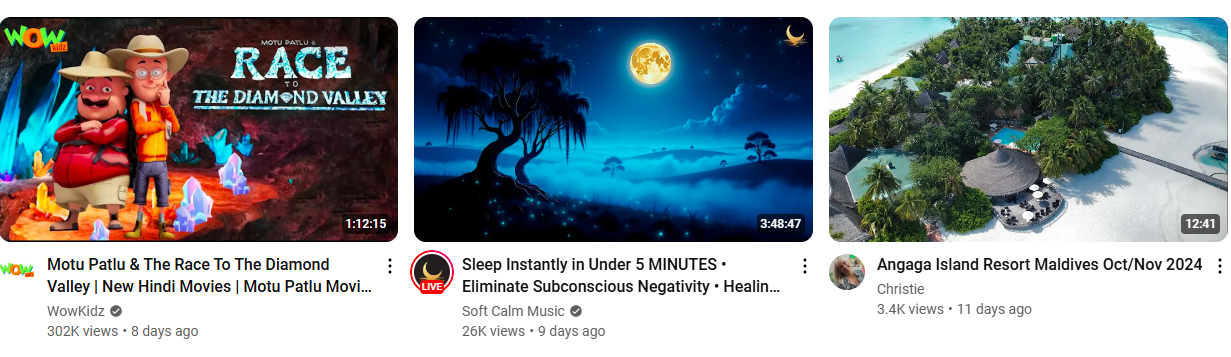 WOW
kidz
MOTU PATLU &
RACE
TO
THE DIAMOND VALLEY
1:12:15
3:48:47
12:41
WOW
kidz
Motu Patlu & The Race To The Diamond
Valley | New Hindi Movies | Motu Patlu Movi...
WowKidz
302K views • 8 days ago
LIVE
Sleep Instantly in Under 5 MINUTES •
Eliminate Subconscious Negativity • Healin...
Soft Calm Music
26K views • 9 days ago
Angaga Island Resort Maldives Oct/Nov 2024
Christie
3.4K views • 11 days ago